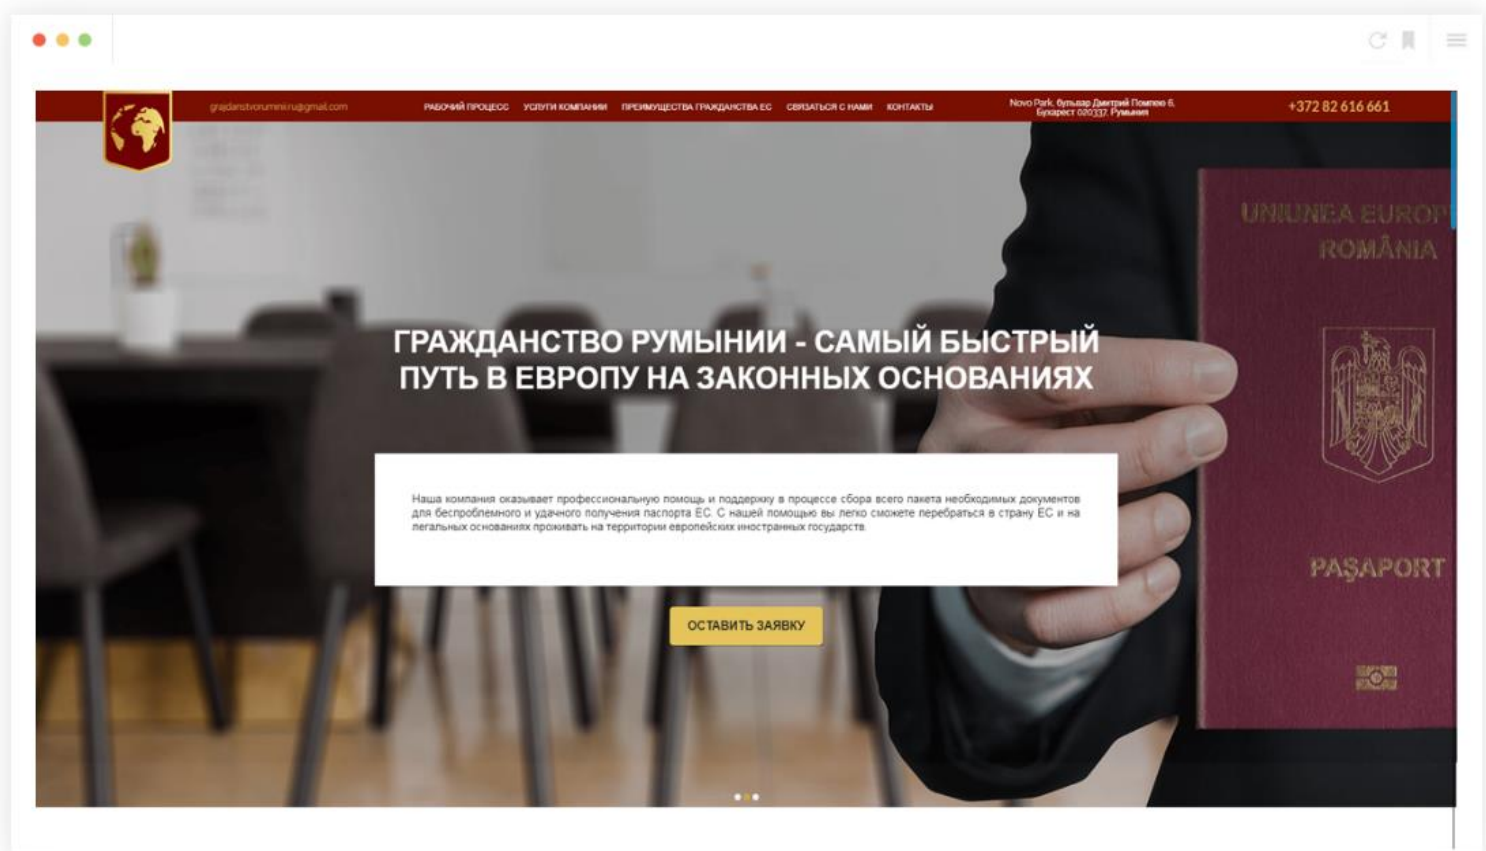 grajdanstvorumnii.ru@gmail.com
РАБОЧИЙ ПРОЦЕСС УСЛУГИ КОМПАНИИ ПРЕИМУЩЕСТВА ГРАЖДАНСТВА ЕС СВЯЗАТЬСЯ С НАМИ КОНТАКТЫ
Novo Park, бульвар Дмитрий Помпею 6,
Бухарест 020337, Румыния
+372 82 616 661
UNIUNEA EUROP
ROMÂNIA
ГРАЖДАНСТВО РУМЫНИИ - САМЫЙ БЫСТРЫЙ
ПУТЬ В ЕВРОПУ НА ЗАКОННЫХ ОСНОВАНИЯХ
Наша компания оказывает профессиональную помощь и поддержку в процессе сбора всего пакета необходимых документов
для беспроблемного и удачного получения паспорта ЕС. С нашей помощью вы легко сможете перебраться в страну ЕС и на
легальных основаниях проживать на территории европейских иностранных государств.
PAŞAPORT
ОСТАВИТЬ ЗАЯВКУ